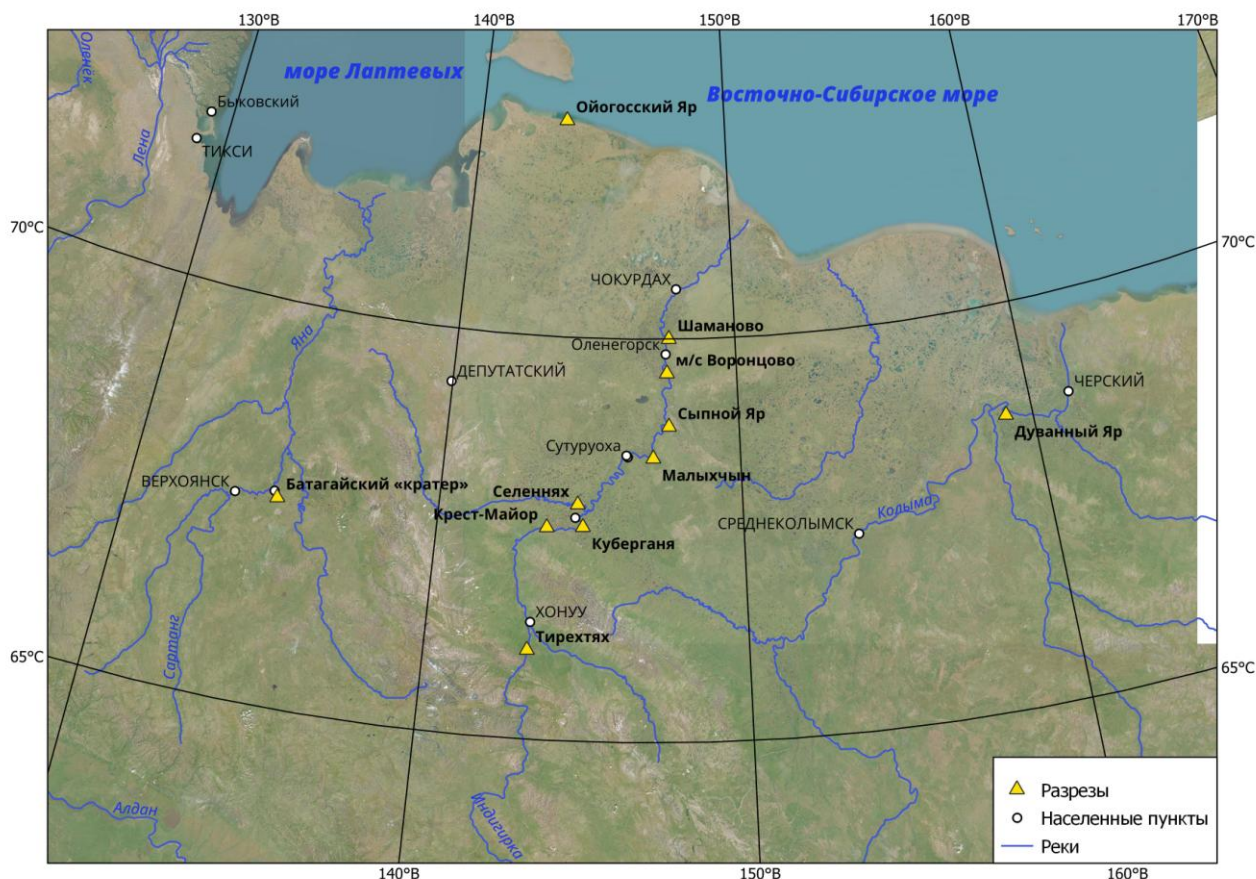 130°В
140°В
150°В
160°В
170°В
Оленёк
море Лаптевых
Восточно-Сибирское море
Быковский
Ойогосский Яр
ТИКСИ
Лена
70°С
70°С
ЧОКУРДАХ
Шаманово
Яна
Оленегорск
м/с Воронцово
ДЕПУТАТСКИЙ
ЧЕРСКИЙ
Сыпной Яр
Дуванный Яр
Сутуруоха
Малыхчын
ВЕРХОЯНСК
Батагайский «кратер»
Селеннях
Крест-Майор
Колыма
СРЕДНЕКОЛЫМСК
Куберганя
ХОНУУ
Тирехтях
Сартанг
65°С
65°С
Алдан
Индигирка
Разрезы
Населенные пункты
Реки
140°В
150°В
160°В